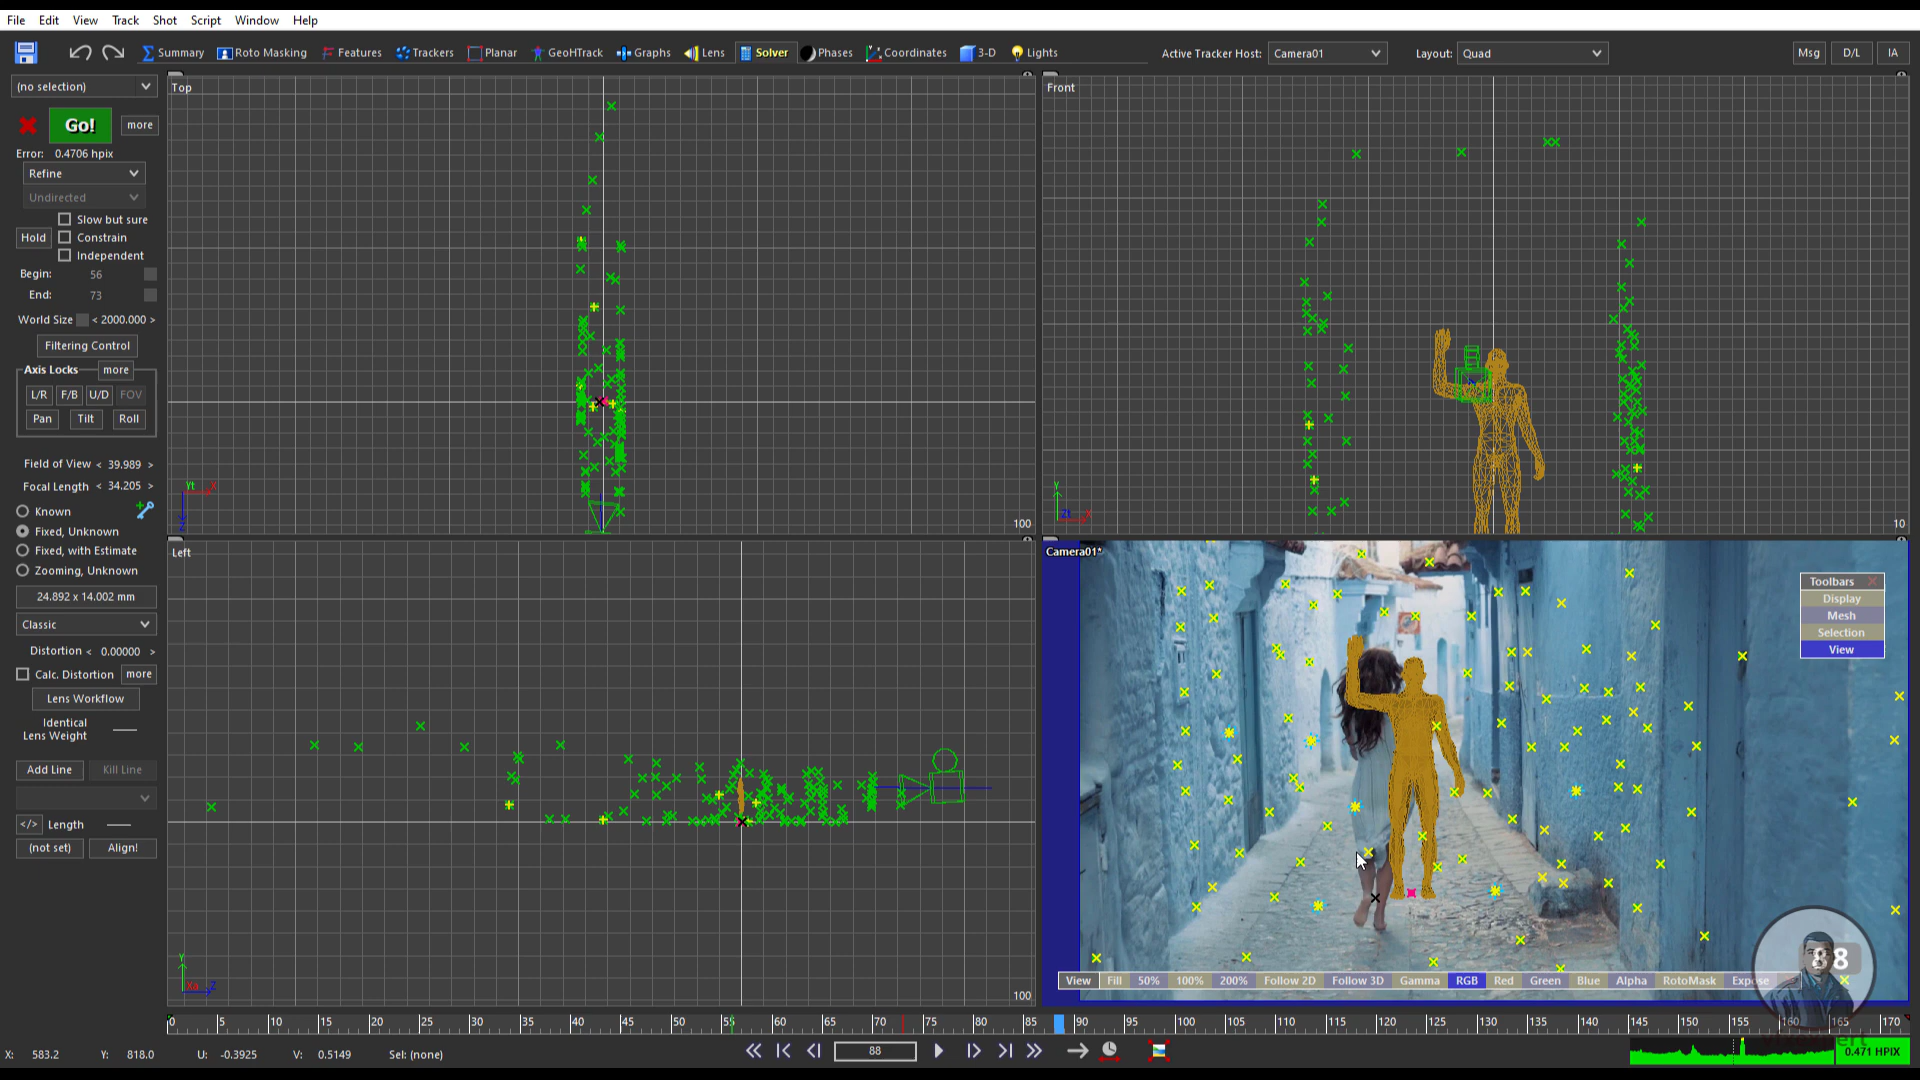 File Edit View Track Shot Script Window Help
Summary Roto Masking Features Trackers Planar GeoHTrack Graphs Lens Solver Phases Coordinates 3-D Lights Active Tracker Host: Camera01 Layout: Quad Msg D/L IA
(no selection)
Go! more
Error: 0.4706 hpix
Refine
Undirected
Slow but sure
Hold Constrain
Independent
Begin: 56
End: 73
World Size < 2000.000 >
Filtering Control
Axis Locks more
L/R F/B U/D FOV
Pan Tilt Roll
Field of View < 39.989 >
Focal Length < 34.205 >
Known
Fixed, Unknown
Fixed, with Estimate
Zooming, Unknown
24.892 x 14.002 mm
Classic
Distortion < 0.00000 >
Calc. Distortion more
Lens Workflow
Identical
Lens Weight
Add Line Kill Line
</> Length
(not set) Align!
Top
Yt X
Z
100
Front
Y
Zt X
10
Left
Y
Xa Z
100
Camera01*
Toolbars
Display
Mesh
Selection
View
View Fill 50% 100% 200% Follow 2D Follow 3D Gamma RGB Red Green Blue Alpha RotoMask Expose
88
0 5 10 15 20 25 30 35 40 45 50 55 60 65 70 75 80 85 90 95 100 105 110 115 120 125 130 135 140 145 150 155 160 165 170
X: 583.2 Y: 818.0 U: -0.3925 V: 0.5149 Sel: (none)
88
0.471 HPIX